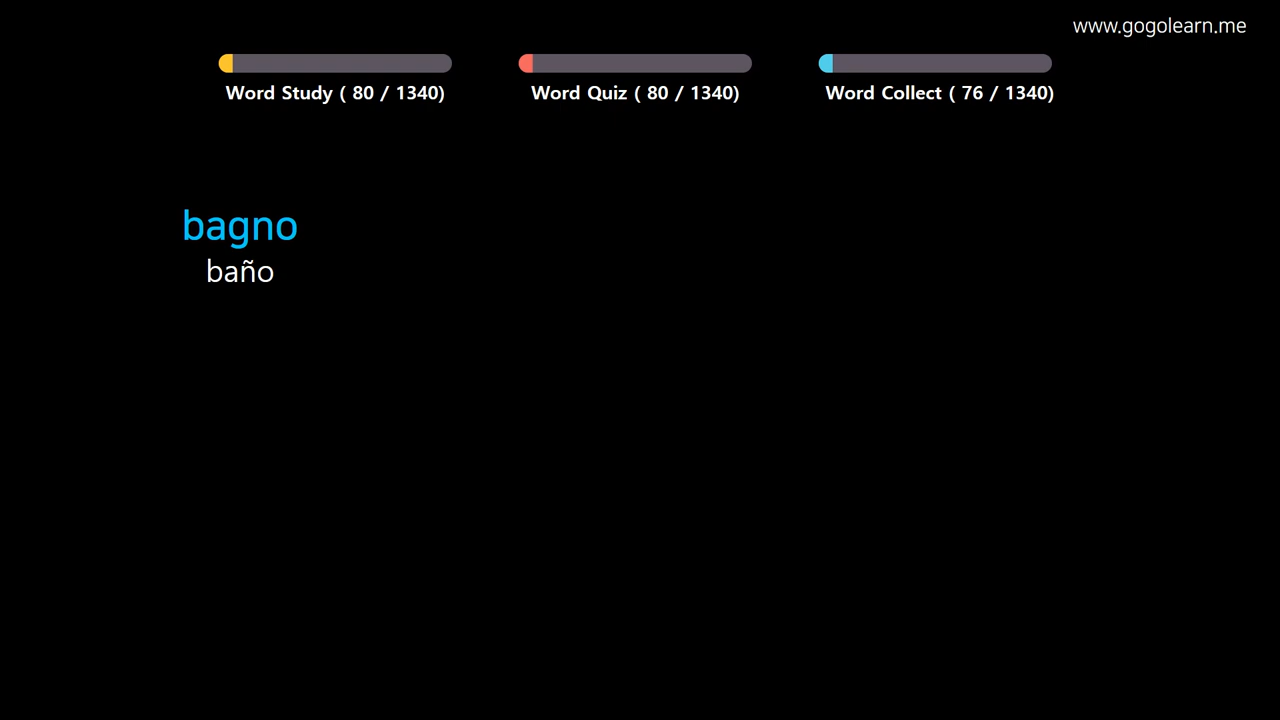 www.gogolearn.me
Word Study ( 80 / 1340)
Word Quiz ( 80 / 1340)
Word Collect ( 76 / 1340)
bagno
baño